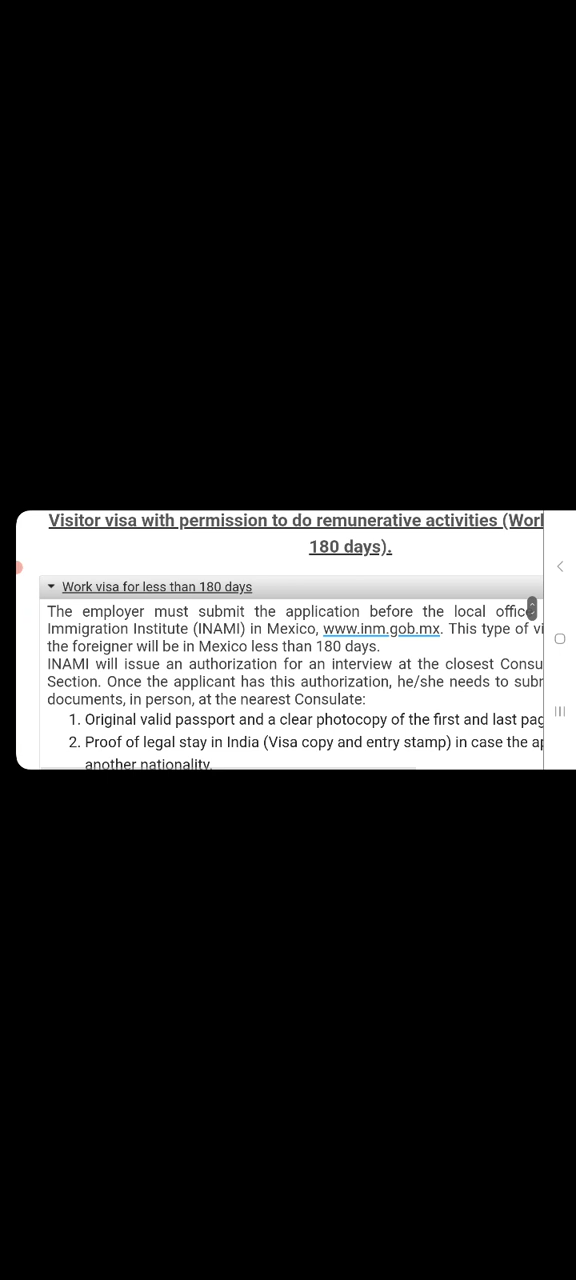 Visitor visa with permission to do remunerative activities (Worl
180 days).
Work visa for less than 180 days
The employer must submit the application before the local office
Immigration Institute (INAMI) in Mexico, www.inm.gob.mx. This type of vi
the foreigner will be in Mexico less than 180 days.
INAMI will issue an authorization for an interview at the closest Consu
Section. Once the applicant has this authorization, he/she needs to subr
documents, in person, at the nearest Consulate:
1. Original valid passport and a clear photocopy of the first and last pag
2. Proof of legal stay in India (Visa copy and entry stamp) in case the ap
another nationality.